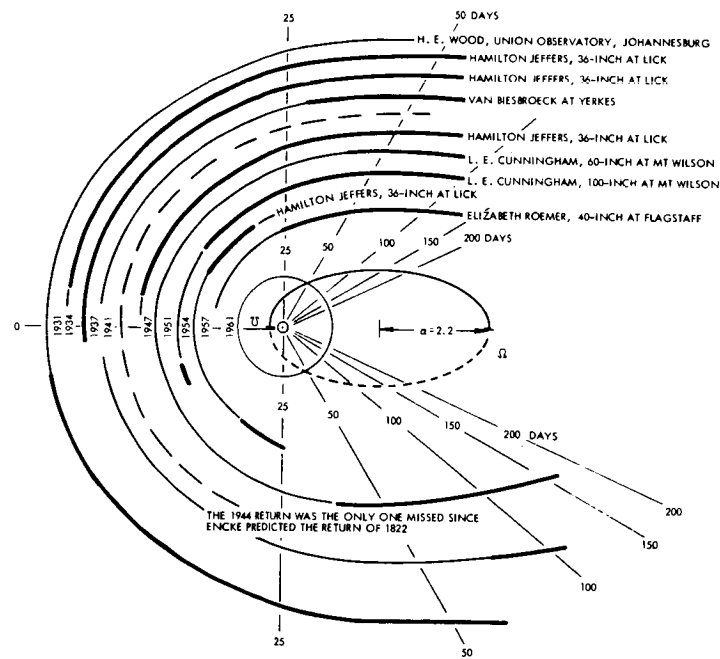 50 DAYS
25
H. E. WOOD, UNION OBSERVATORY, JOHANNESBURG
HAMILTON JEFFERS, 36-INCH AT LICK
HAMILTON JEFFERS, 36-INCH AT LICK
VAN BIESBROECK AT YERKES
HAMILTON JEFFERS, 36-INCH AT LICK
L. E. CUNNINGHAM, 60-INCH AT MT WILSON
L. E. CUNNINGHAM, 100-INCH AT MT WILSON
HAMILTON JEFFERS, 36-INCH AT LICK
ELIZABETH ROEMER, 40-INCH AT FLAGSTAFF
25
50
100
150
200 DAYS
0
1931
1934
1937
1941
1947
1951
1954
1957
1961
℧
a = 2.2
Ω
25
50
100
150
200 DAYS
200
THE 1944 RETURN WAS THE ONLY ONE MISSED SINCE
ENCKE PREDICTED THE RETURN OF 1822
150
100
25
50